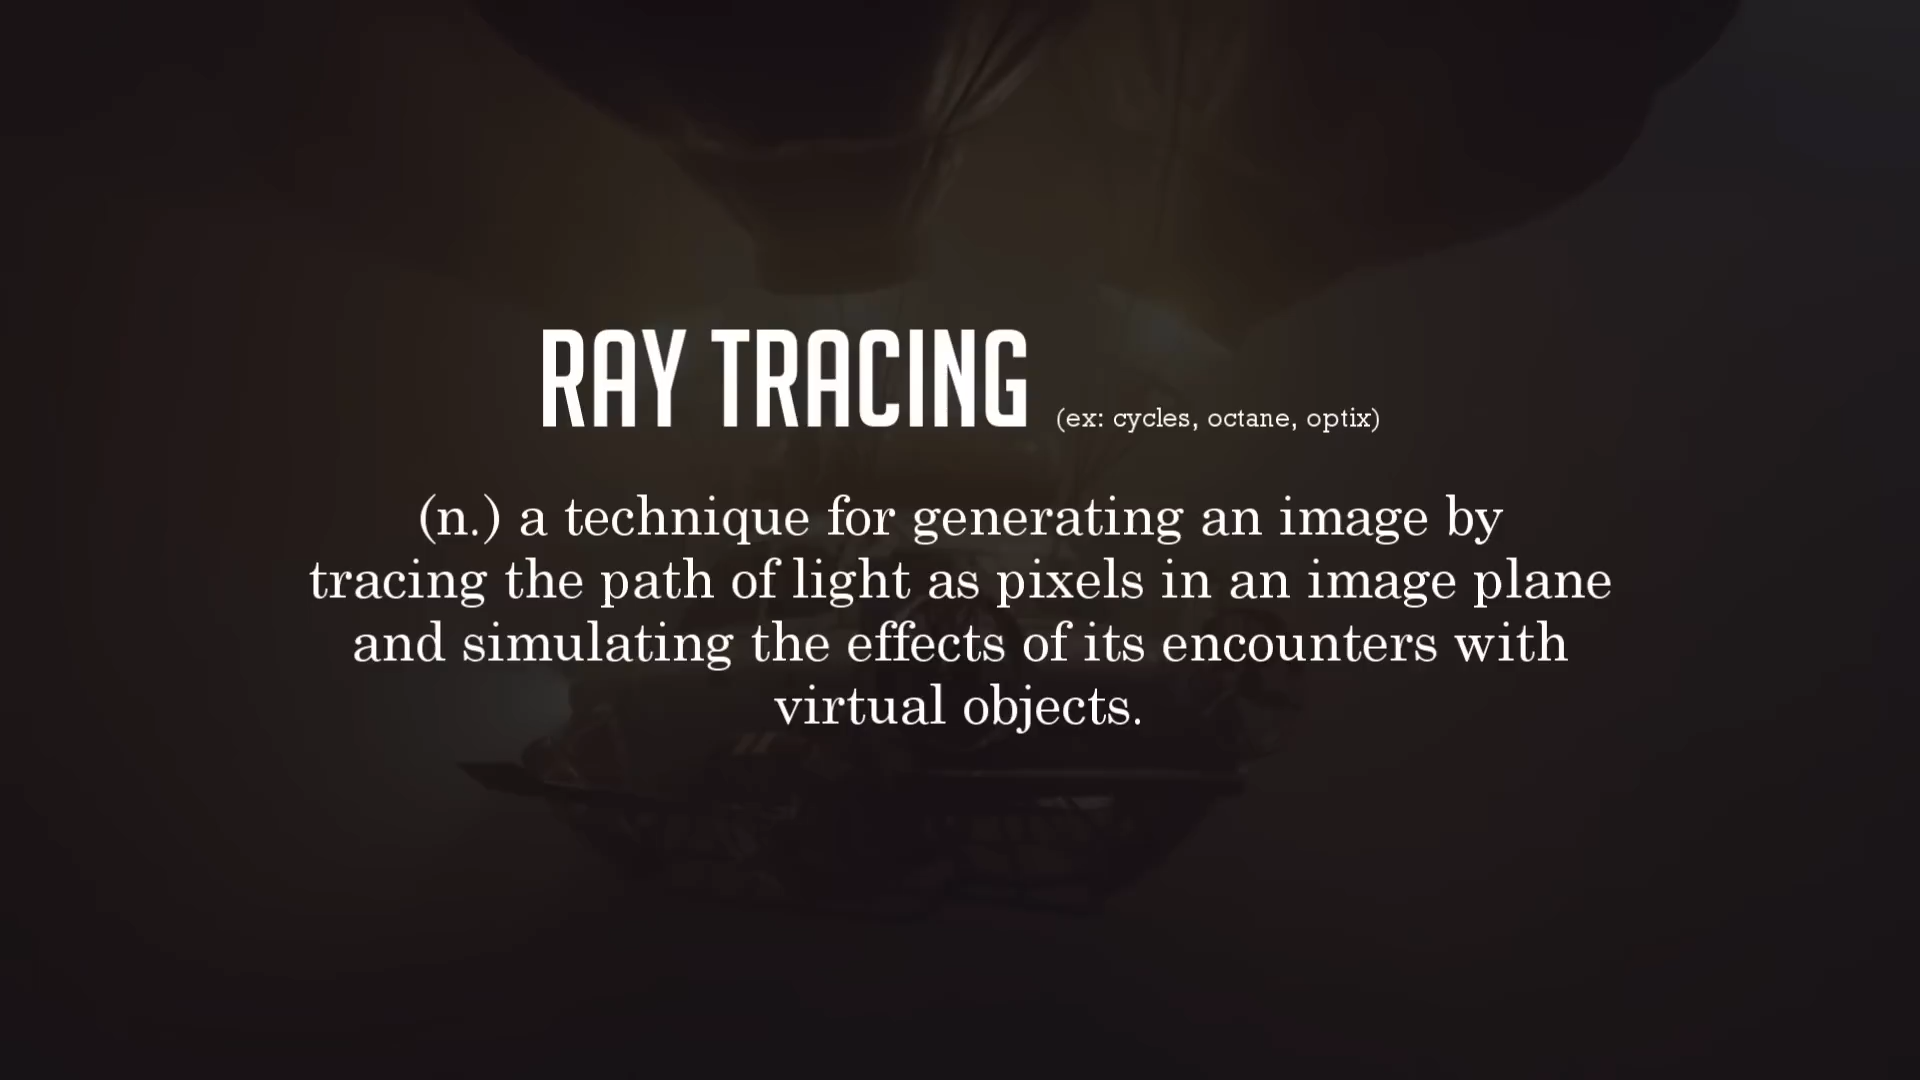 RAY TRACING (ex: cycles, octane, optix)
(n.) a technique for generating an image by
tracing the path of light as pixels in an image plane
and simulating the effects of its encounters with
virtual objects.